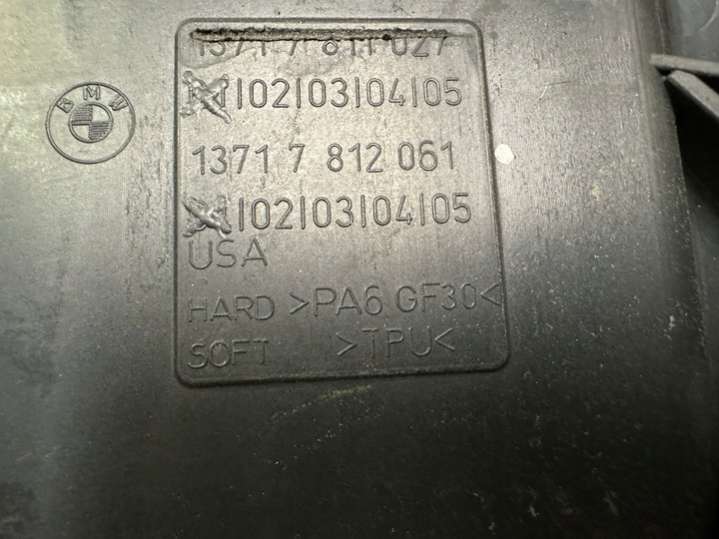 BMW
1371 7 811 027
|02|03|04|05
1371 7 812 061
|02|03|04|05
USA
HARD >PA6 GF30<
SOFT >TPU<